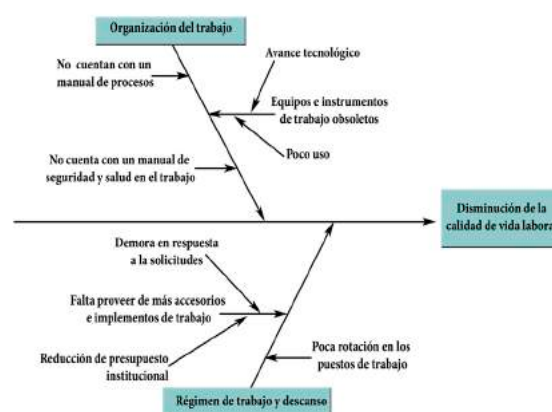 Organización del trabajo
No cuentan con un
manual de procesos
Avance tecnológico
Equipos e instrumentos
de trabajo obsoletos
Poco uso
No cuenta con un manual de
seguridad y salud en el trabajo
Disminución de la
calidad de vida labora
Demora en respuesta
a la solicitudes
Falta proveer de más accesorios
e implementos de trabajo
Reducción de presupuesto
institucional
Poca rotación en los
puestos de trabajo
Régimen de trabajo y descanso